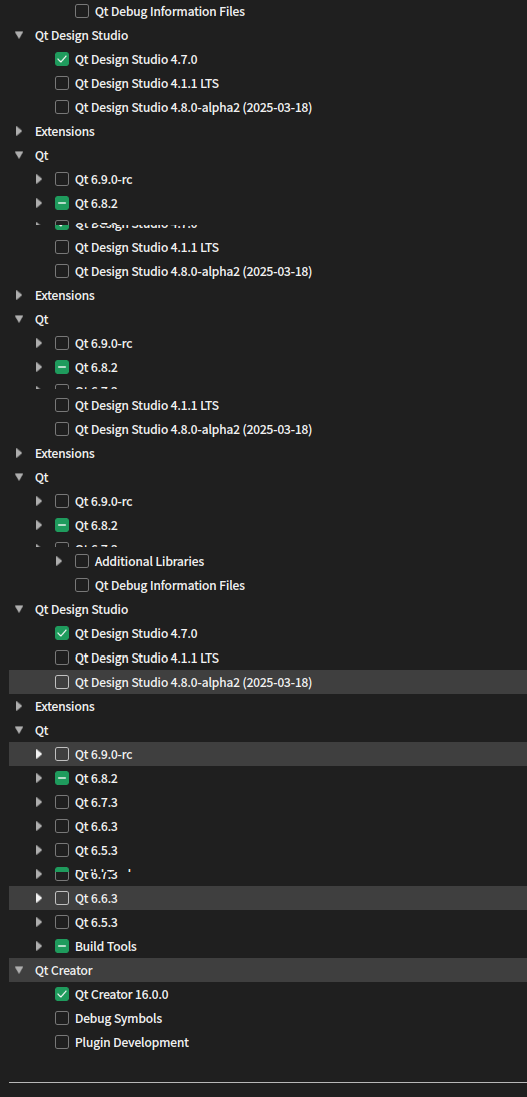 Qt Debug Information Files
Qt Design Studio
Qt Design Studio 4.7.0
Qt Design Studio 4.1.1 LTS
Qt Design Studio 4.8.0-alpha2 (2025-03-18)
Extensions
Qt
Qt 6.9.0-rc
Qt 6.8.2
Qt Design Studio 4.7.0
Qt Design Studio 4.1.1 LTS
Qt Design Studio 4.8.0-alpha2 (2025-03-18)
Extensions
Qt
Qt 6.9.0-rc
Qt 6.8.2
Qt Design Studio 4.1.1 LTS
Qt Design Studio 4.8.0-alpha2 (2025-03-18)
Extensions
Qt
Qt 6.9.0-rc
Qt 6.8.2
Additional Libraries
Qt Debug Information Files
Qt Design Studio
Qt Design Studio 4.7.0
Qt Design Studio 4.1.1 LTS
Qt Design Studio 4.8.0-alpha2 (2025-03-18)
Extensions
Qt
Qt 6.9.0-rc
Qt 6.8.2
Qt 6.7.3
Qt 6.6.3
Qt 6.5.3
Qt 6.7.3
Qt 6.6.3
Qt 6.5.3
Build Tools
Qt Creator
Qt Creator 16.0.0
Debug Symbols
Plugin Development